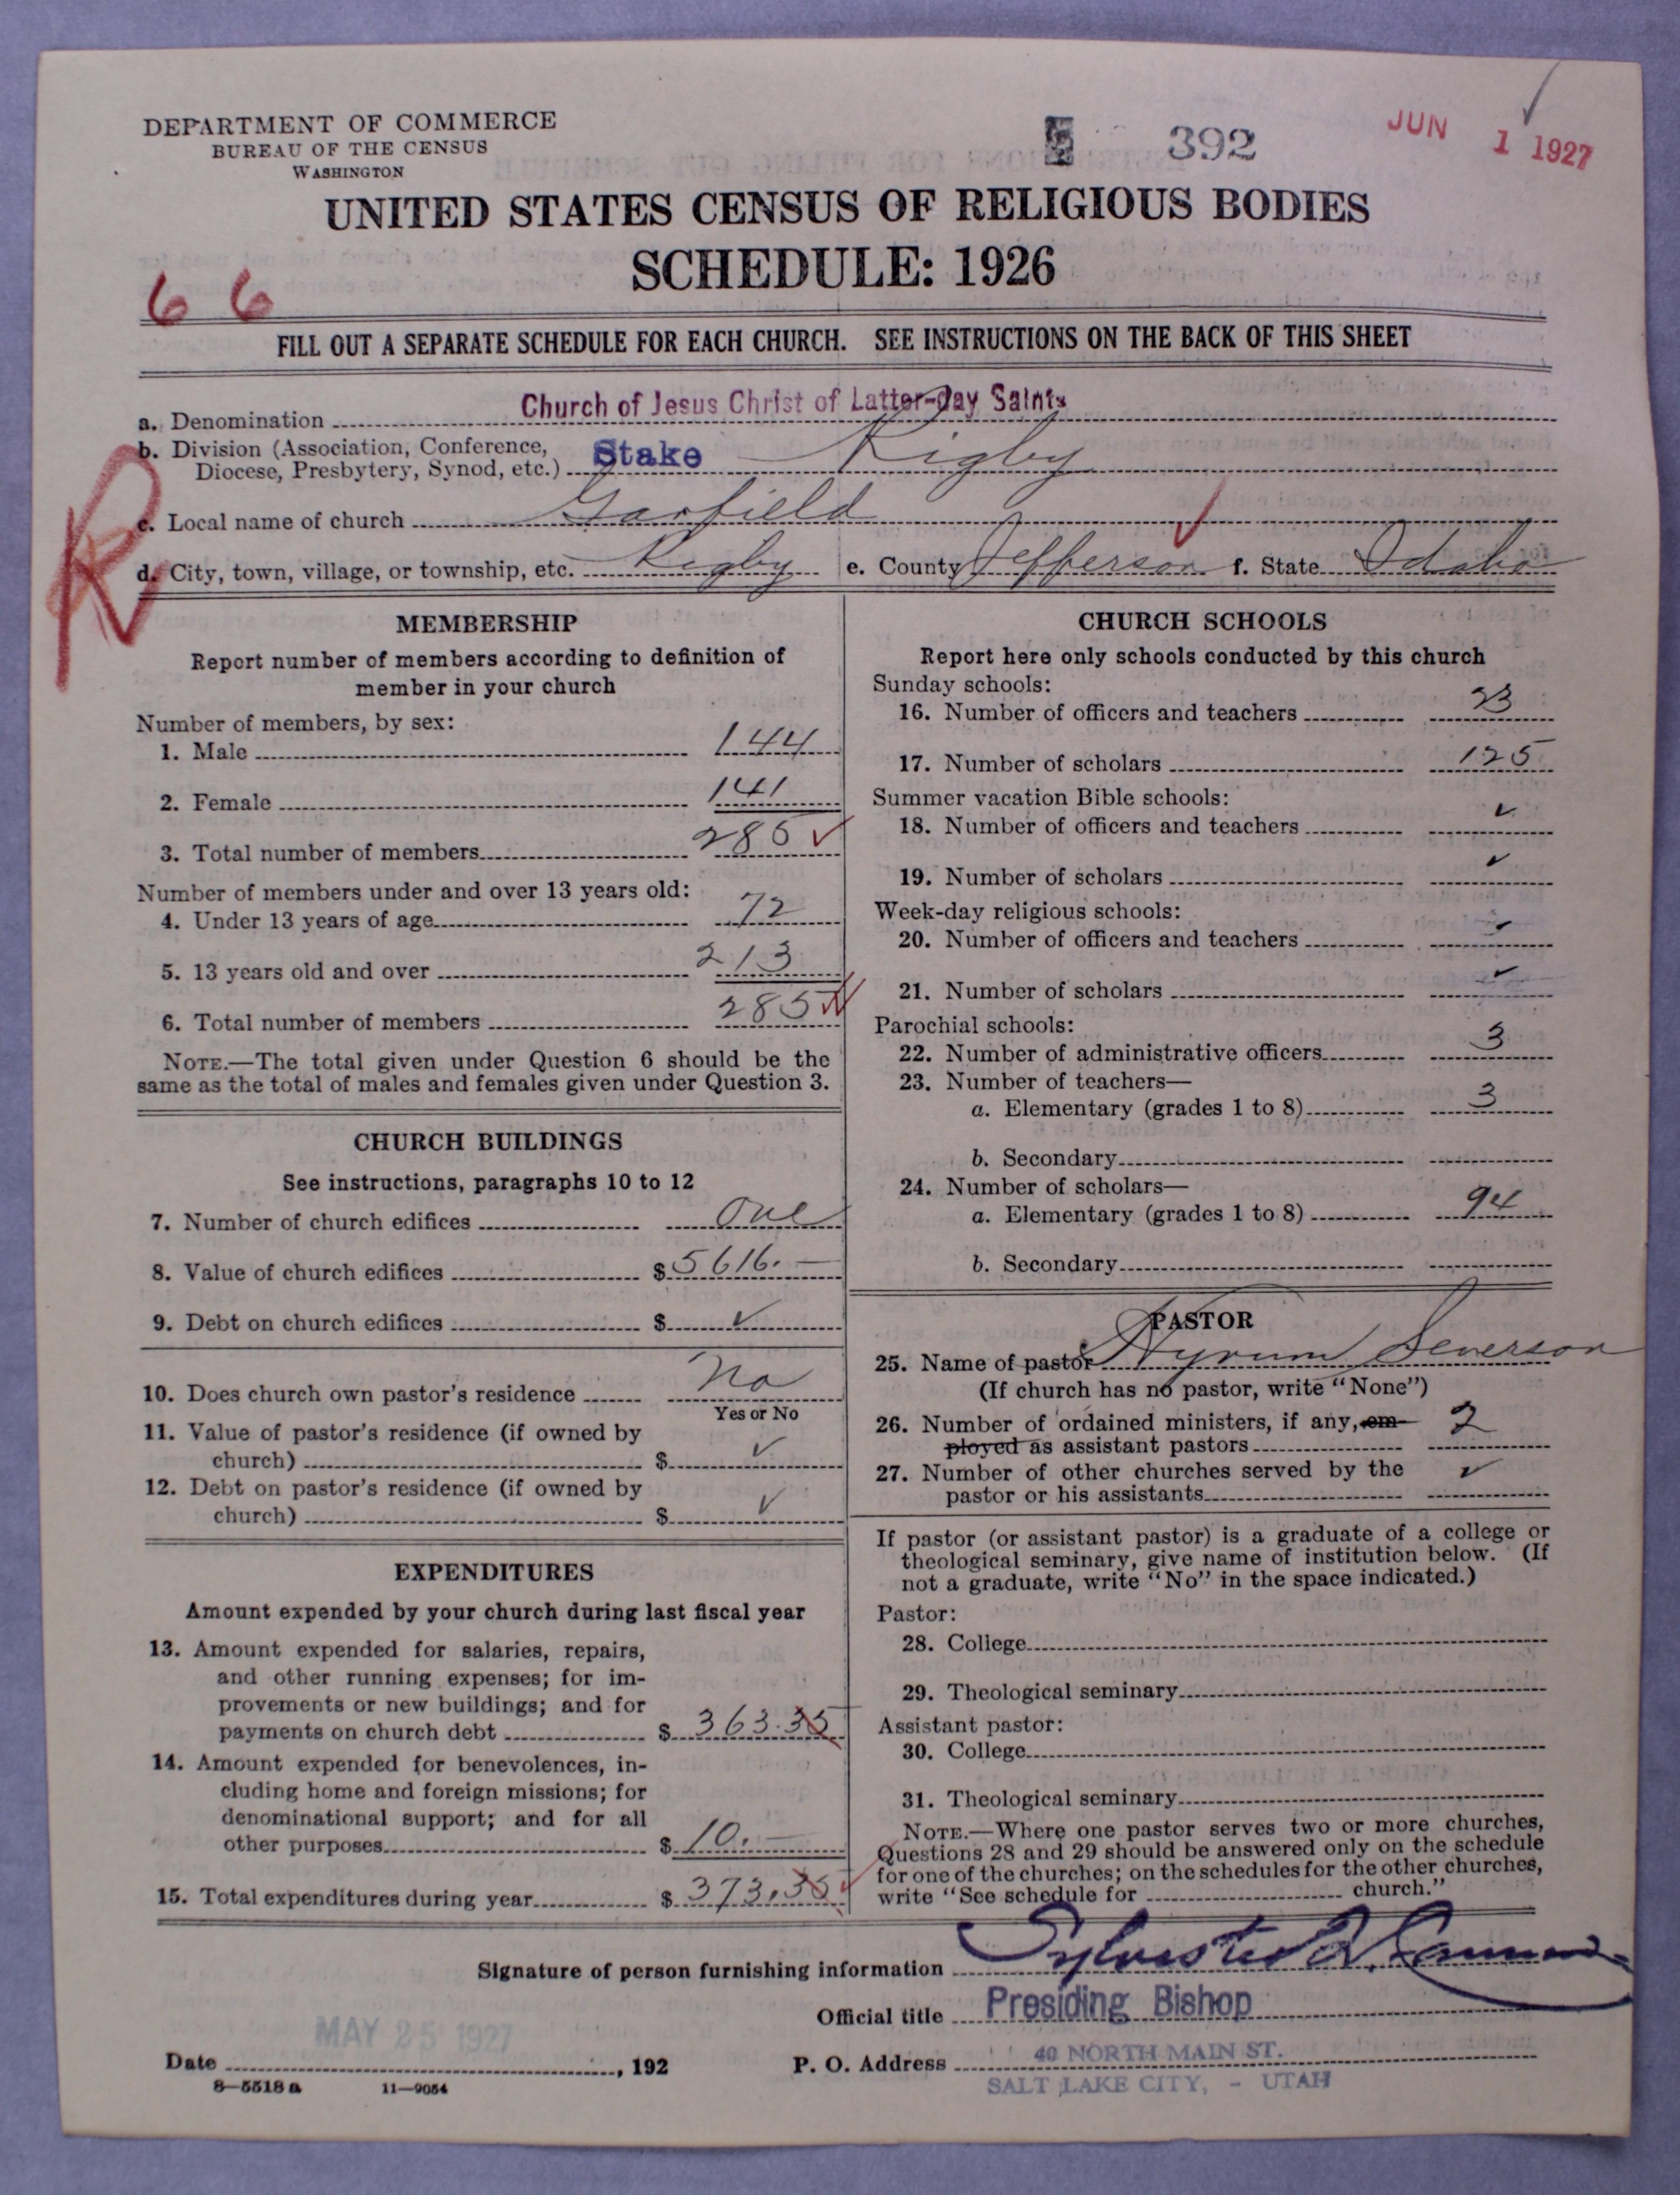 DEPARTMENT OF COMMERCE
BUREAU OF THE CENSUS
WASHINGTON
392
JUN 1 1927
UNITED STATES CENSUS OF RELIGIOUS BODIES
SCHEDULE: 1926
6 6
FILL OUT A SEPARATE SCHEDULE FOR EACH CHURCH. SEE INSTRUCTIONS ON THE BACK OF THIS SHEET
a. Denomination Church of Jesus Christ of Latter-day Saints
b. Division (Association, Conference,
Diocese, Presbytery, Synod, etc.) Stake Rigby
R
c. Local name of church Garfield
d. City, town, village, or township, etc. Rigby e. County Jefferson f. State Idaho
MEMBERSHIP
Report number of members according to definition of
member in your church
Number of members, by sex:
1. Male 144
2. Female 141
3. Total number of members 285 ✓
Number of members under and over 13 years old:
4. Under 13 years of age 72
5. 13 years old and over 213
6. Total number of members 285 ✓
NOTE.—The total given under Question 6 should be the
same as the total of males and females given under Question 3.
CHURCH BUILDINGS
See instructions, paragraphs 10 to 12
7. Number of church edifices one
8. Value of church edifices $ 5616.—
9. Debt on church edifices $ ✓
10. Does church own pastor's residence no
Yes or No
11. Value of pastor's residence (if owned by
church) $ ✓
12. Debt on pastor's residence (if owned by
church) $ ✓
EXPENDITURES
Amount expended by your church during last fiscal year
13. Amount expended for salaries, repairs,
and other running expenses; for im-
provements or new buildings; and for
payments on church debt $ 363.35
14. Amount expended for benevolences, in-
cluding home and foreign missions; for
denominational support; and for all
other purposes $ 10.—
15. Total expenditures during year $ 373.35 ✓
CHURCH SCHOOLS
Report here only schools conducted by this church
Sunday schools:
16. Number of officers and teachers 23
17. Number of scholars 125
Summer vacation Bible schools:
18. Number of officers and teachers ✓
19. Number of scholars ✓
Week-day religious schools:
20. Number of officers and teachers ✓
21. Number of scholars ✓
Parochial schools:
22. Number of administrative officers 3
23. Number of teachers—
a. Elementary (grades 1 to 8) 3
b. Secondary
24. Number of scholars—
a. Elementary (grades 1 to 8) 94
b. Secondary
PASTOR
25. Name of pastor Hyrum Severson
(If church has no pastor, write "None")
26. Number of ordained ministers, if any, em-
ployed as assistant pastors 2
27. Number of other churches served by the
pastor or his assistants ✓
If pastor (or assistant pastor) is a graduate of a college or
theological seminary, give name of institution below. (If
not a graduate, write "No" in the space indicated.)
Pastor:
28. College
29. Theological seminary
Assistant pastor:
30. College
31. Theological seminary
NOTE.—Where one pastor serves two or more churches,
Questions 28 and 29 should be answered only on the schedule
for one of the churches; on the schedules for the other churches,
write "See schedule for church."
Signature of person furnishing information Sylvester Q. Cannon
Official title Presiding Bishop
MAY 25 1927
Date , 192
P. O. Address 40 NORTH MAIN ST.
SALT LAKE CITY, - UTAH
8—5518 a 11—9054